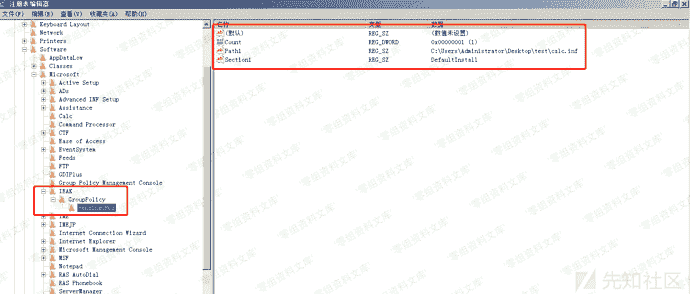 注册表编辑器
文件(F) 编辑(E) 查看(V) 收藏夹(A) 帮助(H)
Keyboard Layout
Network
Printers
Software
AppDataLow
Classes
Microsoft
Active Setup
ADs
Advanced INF Setup
Assistance
Calc
Command Processor
CTF
Ease of Access
EventSystem
Feeds
FTP
GDIPlus
Group Policy Management Console
IEAK
GroupPolicy
IMEJP
Internet Connection Wizard
Internet Explorer
Microsoft Management Console
MSF
Notepad
RAS AutoDial
RAS Phonebook
ServerManager
名称 类型 数据
(默认) REG_SZ (数值未设置)
Count REG_DWORD 0x00000001 (1)
Path1 REG_SZ C:\Users\Administrator\Desktop\test\calc.inf
Section1 REG_SZ DefaultInstall
零组资料文库
先知社区